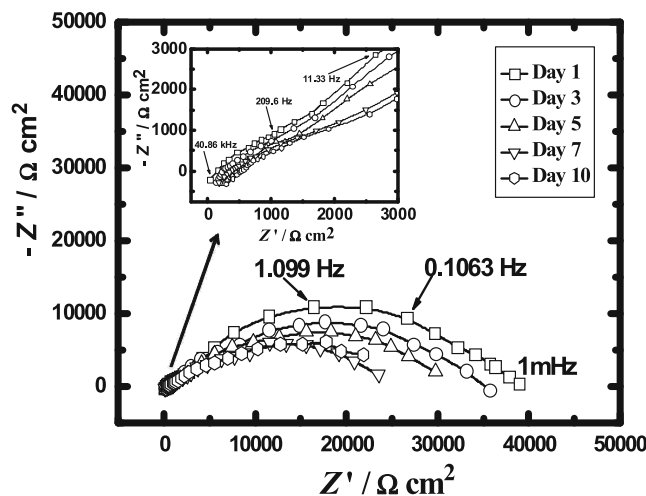 50000
40000
30000
20000
10000
0
- Z'' / Ω cm²
3000
2000
1000
0
- Z'' / Ω cm²
11.33 Hz
209.6 Hz
40.86 kHz
0 1000 2000 3000
Z' / Ω cm²
Day 1
Day 3
Day 5
Day 7
Day 10
1.099 Hz
0.1063 Hz
1mHz
0 10000 20000 30000 40000 50000
Z' / Ω cm²